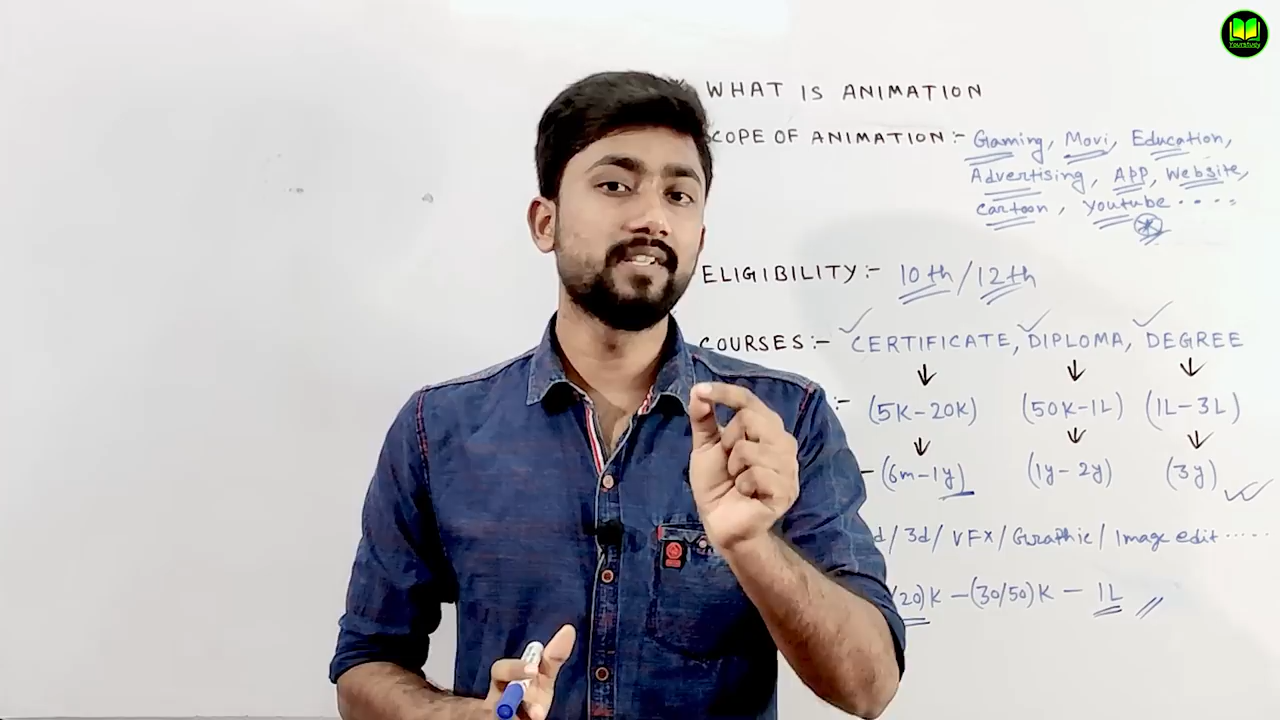 WHAT IS ANIMATION
COPE OF ANIMATION :- Gaming, Movi, Education,
Advertising, APP, Website,
Cartoon, Youtube ....
ELIGIBILITY :- 10th/12th
COURSES :- CERTIFICATE, DIPLOMA, DEGREE
:- (5K-20K) (50K-1L) (1L-3L)
- (6m-1y) (1y-2y) (3y)
d/3d/VFX/Graphic/Image edit.....
/20)K-(30/50)K-1L
Yourstudy